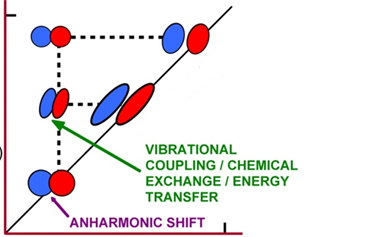 VIBRATIONAL
COUPLING / CHEMICAL
EXCHANGE / ENERGY
TRANSFER
ANHARMONIC SHIFT